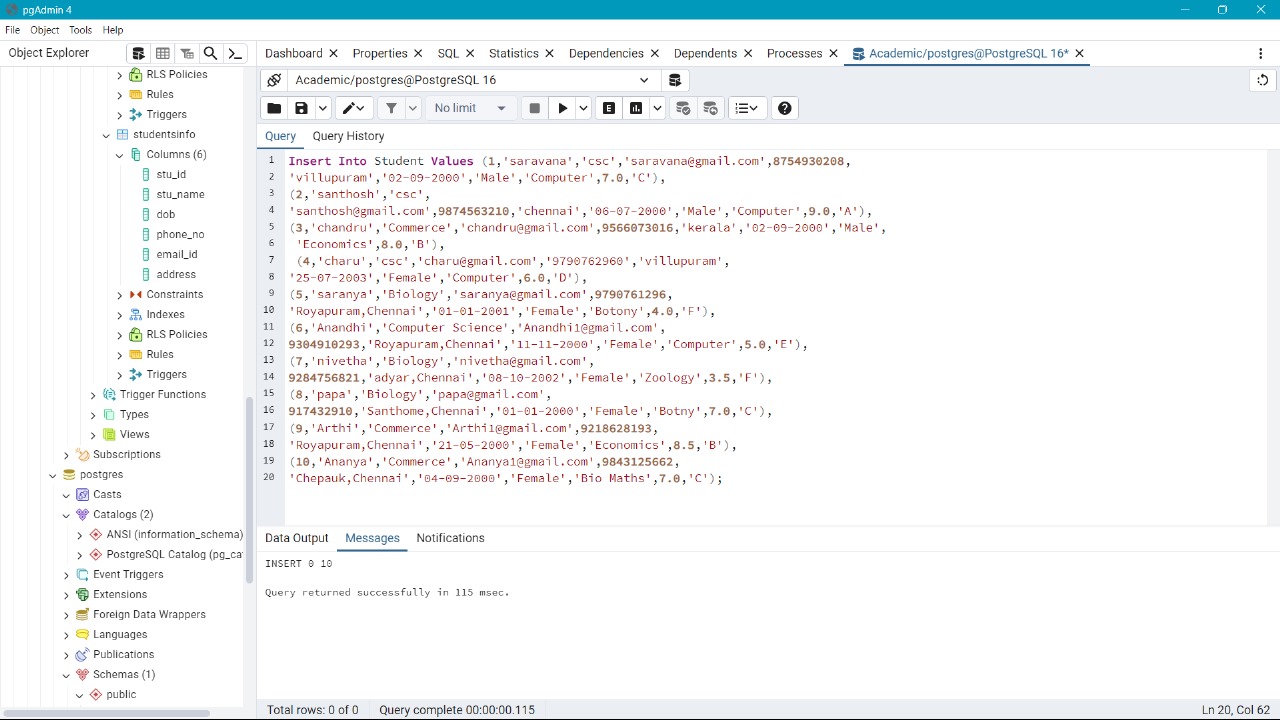 pgAdmin 4
File Object Tools Help
Object Explorer
Dashboard Properties SQL Statistics Dependencies Dependents Processes Academic/postgres@PostgreSQL 16*
Academic/postgres@PostgreSQL 16
No limit
E
Query Query History
RLS Policies
Rules
Triggers
studentsinfo
Columns (6)
stu_id
stu_name
dob
phone_no
email_id
address
Constraints
Indexes
RLS Policies
Rules
Triggers
Trigger Functions
Types
Views
Subscriptions
postgres
Casts
Catalogs (2)
ANSI (information_schema)
PostgreSQL Catalog (pg_ca
Event Triggers
Extensions
Foreign Data Wrappers
Languages
Publications
Schemas (1)
public
1 Insert Into Student Values (1,'saravana','csc','saravana@gmail.com',8754930208,
2 'villupuram','02-09-2000','Male','Computer',7.0,'C'),
3 (2,'santhosh','csc',
4 'santhosh@gmail.com',9874563210,'chennai','06-07-2000','Male','Computer',9.0,'A'),
5 (3,'chandru','Commerce','chandru@gmail.com',9566073016,'kerala','02-09-2000','Male',
6 'Economics',8.0,'B'),
7 (4,'charu','csc','charu@gmail.com','9790762960','villupuram',
8 '25-07-2003','Female','Computer',6.0,'D'),
9 (5,'saranya','Biology','saranya@gmail.com',9790761296,
10 'Royapuram,Chennai','01-01-2001','Female','Botony',4.0,'F'),
11 (6,'Anandhi','Computer Science','Anandhi1@gmail.com',
12 9304910293,'Royapuram,Chennai','11-11-2000','Female','Computer',5.0,'E'),
13 (7,'nivetha','Biology','nivetha@gmail.com',
14 9284756821,'adyar,Chennai','08-10-2002','Female','Zoology',3.5,'F'),
15 (8,'papa','Biology','papa@gmail.com',
16 917432910,'Santhome,Chennai','01-01-2000','Female','Botny',7.0,'C'),
17 (9,'Arthi','Commerce','Arthi1@gmail.com',9218628193,
18 'Royapuram,Chennai','21-05-2000','Female','Economics',8.5,'B'),
19 (10,'Ananya','Commerce','Ananya1@gmail.com',9843125662,
20 'Chepauk,Chennai','04-09-2000','Female','Bio Maths',7.0,'C');
Data Output Messages Notifications
INSERT 0 10
Query returned successfully in 115 msec.
Total rows: 0 of 0 Query complete 00:00:00.115 Ln 20, Col 62